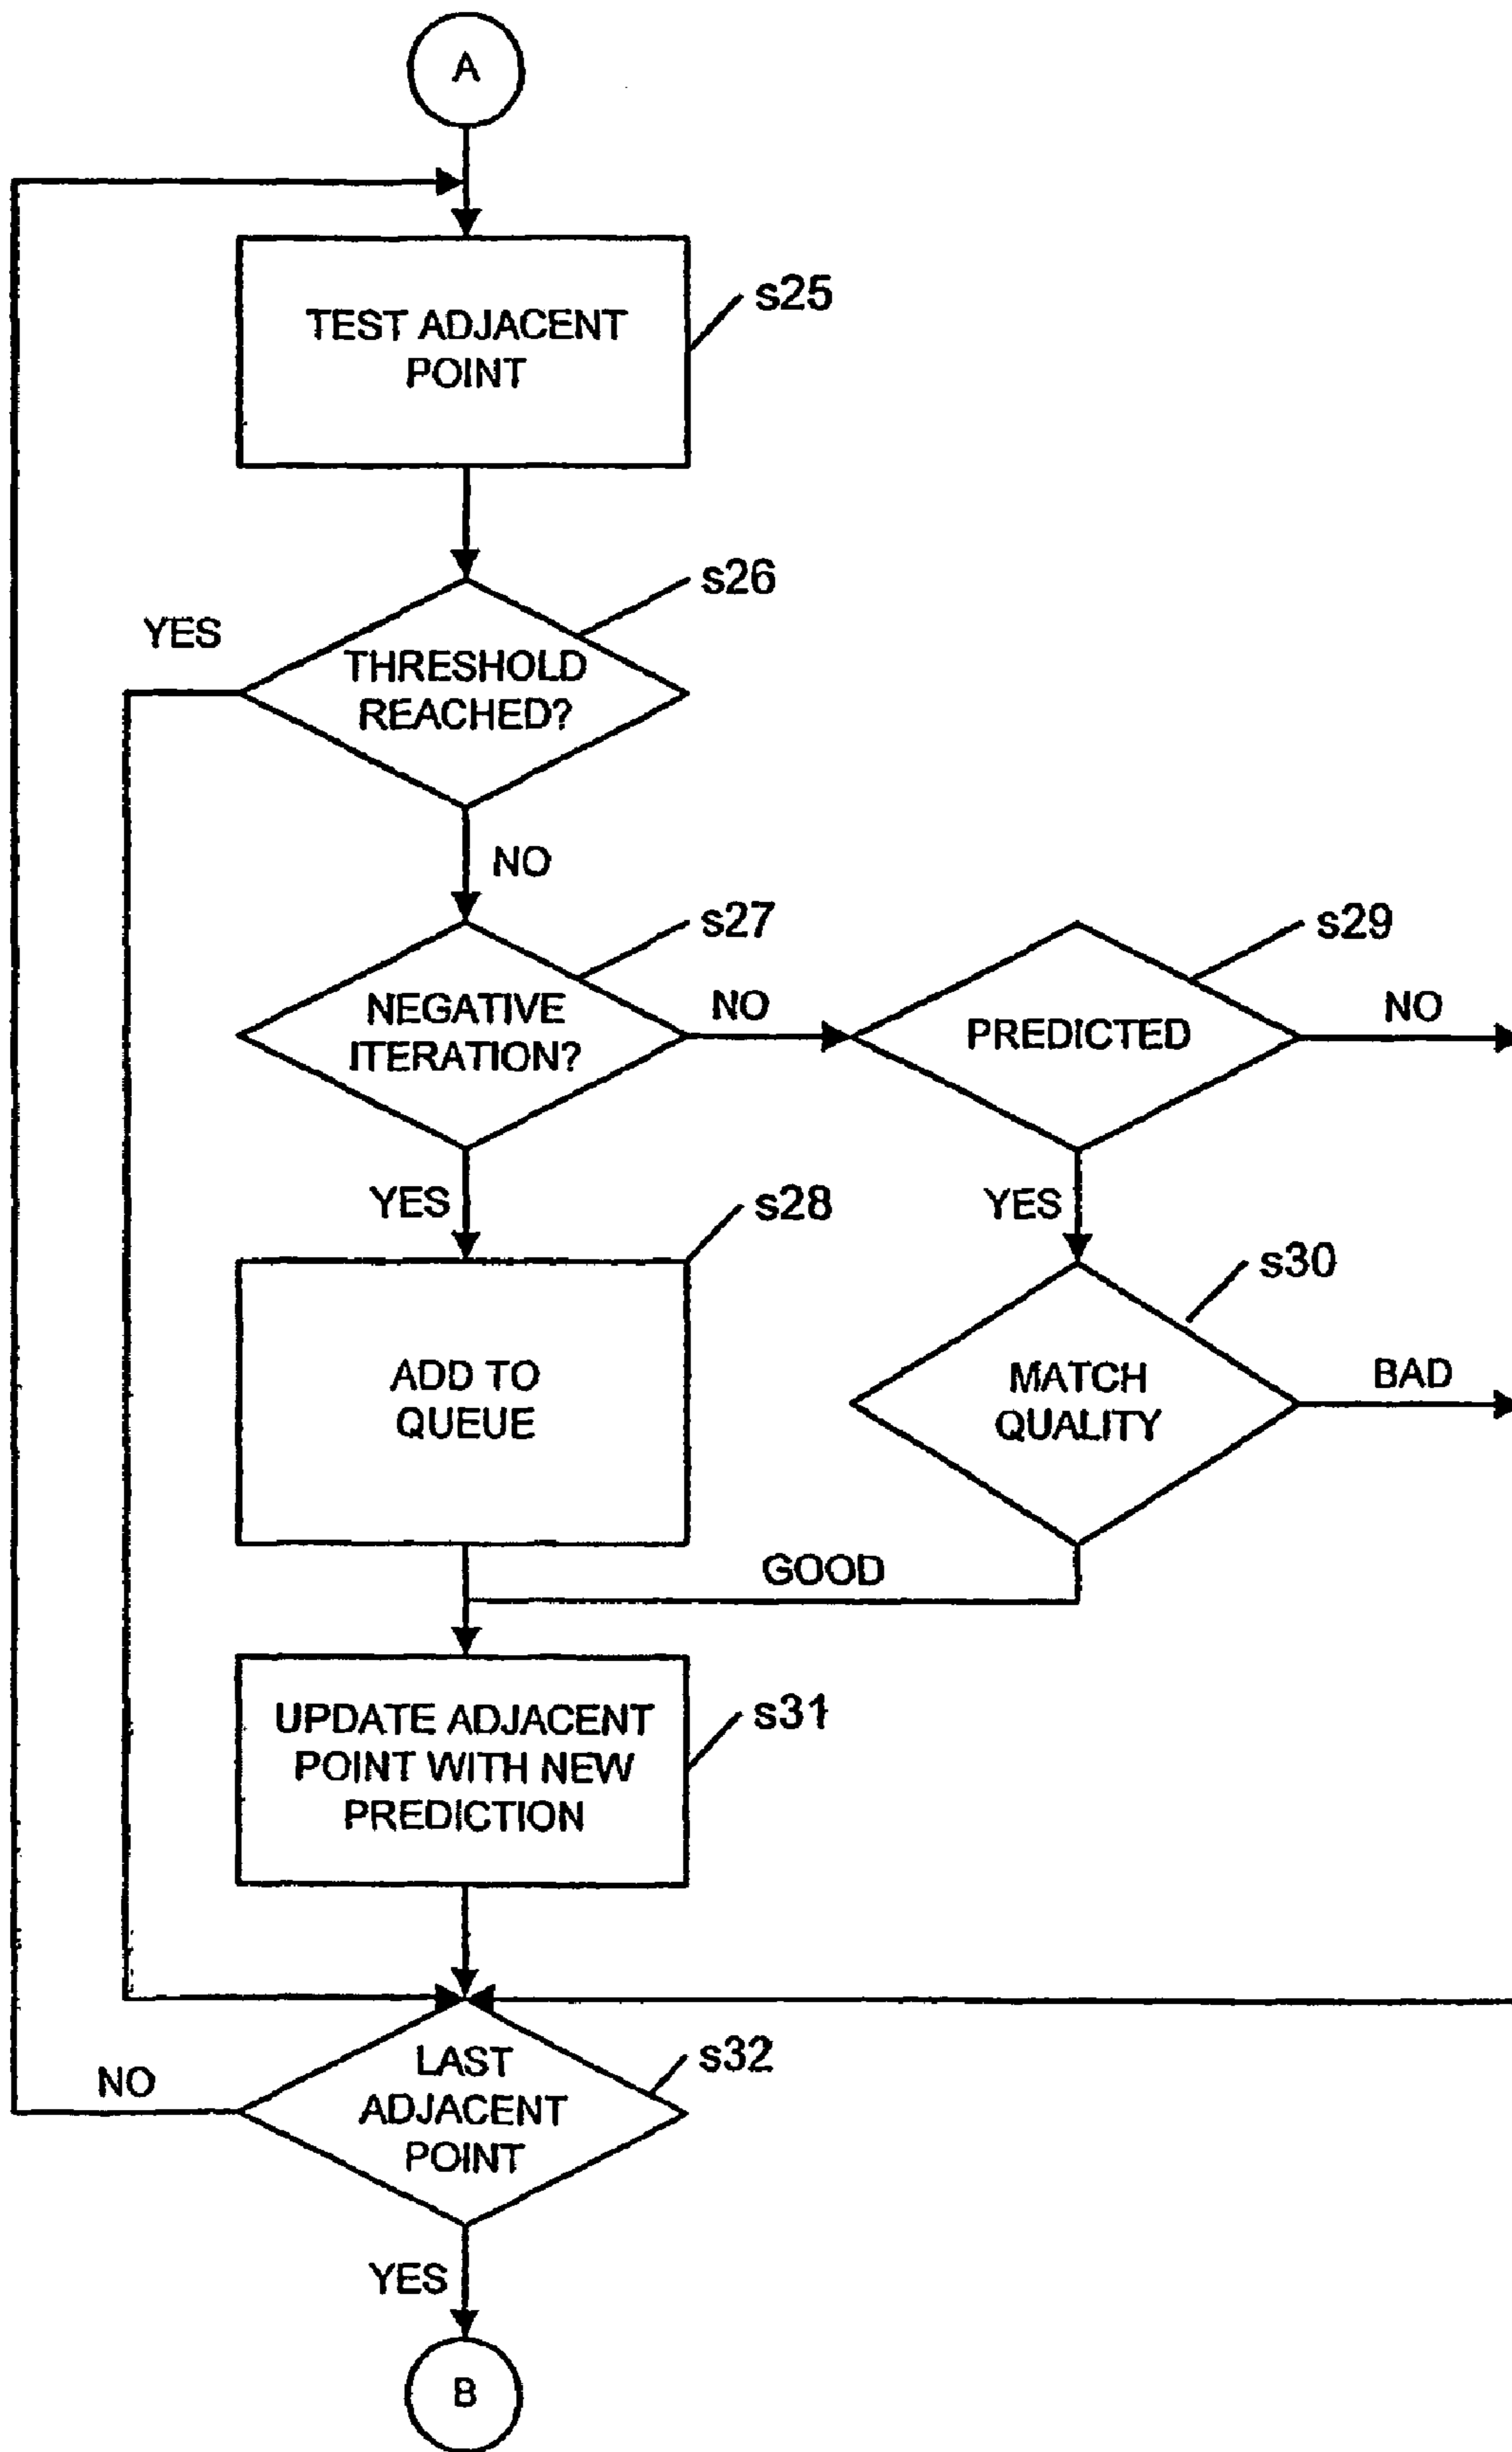 A
TEST ADJACENT
POINT
s25
s26
YES
THRESHOLD
REACHED?
NO
s27
s29
NEGATIVE
ITERATION?
NO
PREDICTED
NO
YES
s28
YES
s30
ADD TO
QUEUE
MATCH
QUALITY
BAD
GOOD
UPDATE ADJACENT
POINT WITH NEW
PREDICTION
s31
LAST
ADJACENT
POINT
s32
NO
YES
B